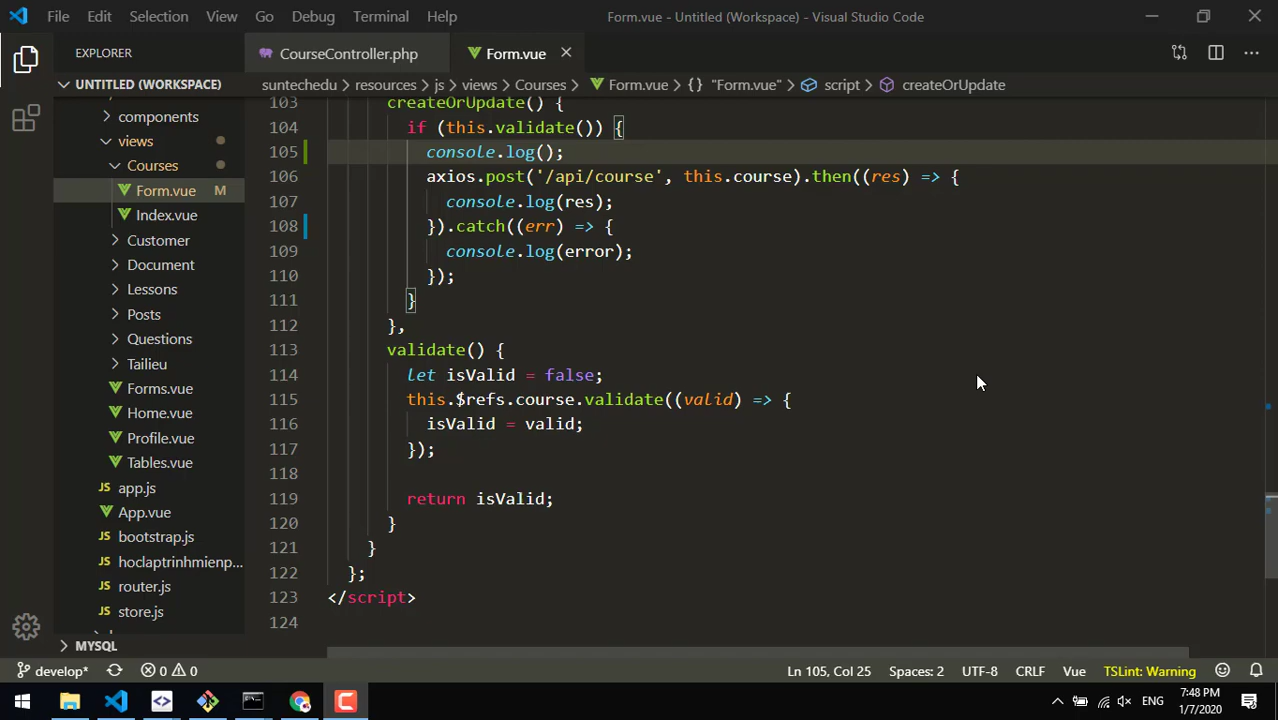 File Edit Selection View Go Debug Terminal Help Form.vue - Untitled (Workspace) - Visual Studio Code
EXPLORER CourseController.php Form.vue
UNTITLED (WORKSPACE) suntechedu > resources > js > views > Courses > Form.vue > {} "Form.vue" > script > createOrUpdate
components
views
Courses
Form.vue M
Index.vue
Customer
Document
Lessons
Posts
Questions
Tailieu
Forms.vue
Home.vue
Profile.vue
Tables.vue
JS app.js
App.vue
JS bootstrap.js
JS hoclaptrinhmienp...
JS router.js
JS store.js
MYSQL
103 createOrUpdate() {
104 if (this.validate()) {
105 console.log();
106 axios.post('/api/course', this.course).then((res) => {
107 console.log(res);
108 }).catch((err) => {
109 console.log(error);
110 });
111 }
112 },
113 validate() {
114 let isValid = false;
115 this.$refs.course.validate((valid) => {
116 isValid = valid;
117 });
118
119 return isValid;
120 }
121 }
122 };
123 </script>
124
develop* 0 0 Ln 105, Col 25 Spaces: 2 UTF-8 CRLF Vue TSLint: Warning
ENG 7:48 PM
1/7/2020